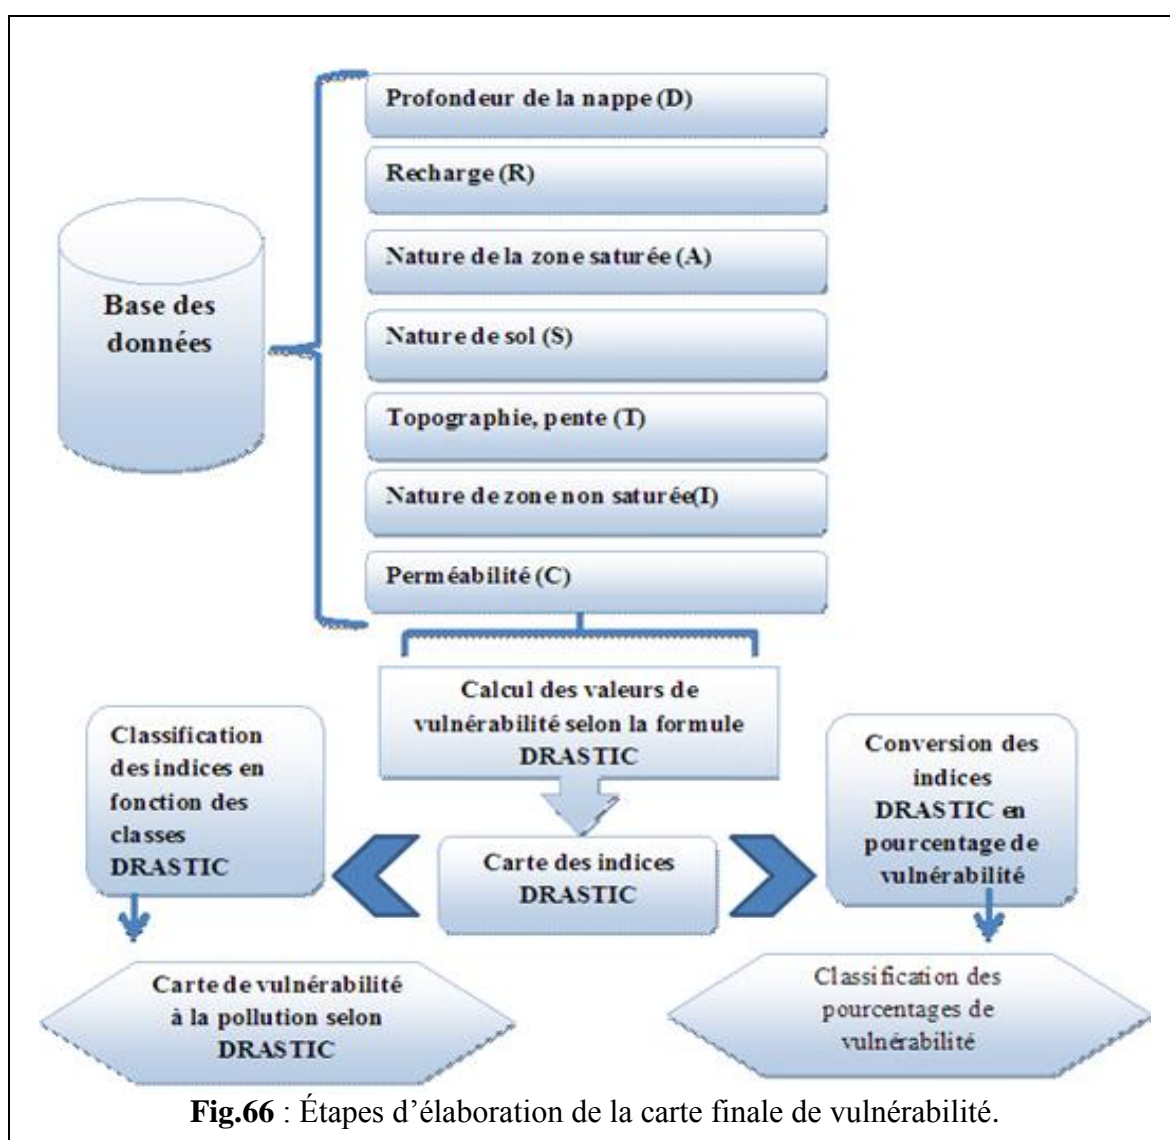 Base des
données
Profondeur de la nappe (D)
Recharge (R)
Nature de la zone saturée (A)
Nature de sol (S)
Topographie, pente (T)
Nature de zone non saturée(I)
Perméabilité (C)
Calcul des valeurs de
vulnérabilité selon la formule
DRASTIC
Carte des indices
DRASTIC
Classification
des indices en
fonction des
classes
DRASTIC
Carte de vulnérabilité
à la pollution selon
DRASTIC
Conversion des
indices
DRASTIC en
pourcentage de
vulnérabilité
Classification des
pourcentages de
vulnérabilité
Fig.66 : Étapes d’élaboration de la carte finale de vulnérabilité.